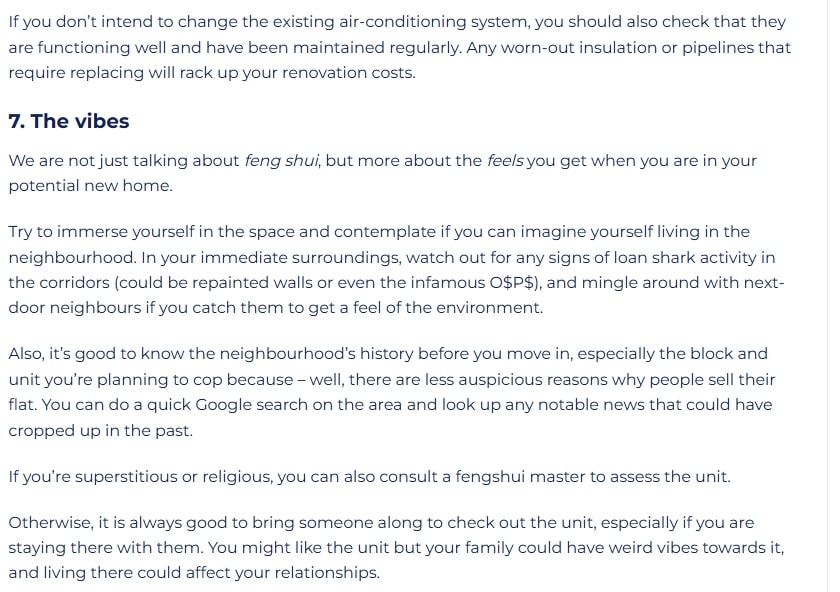 If you don't intend to change the existing air-conditioning system, you should also check that they
are functioning well and have been maintained regularly. Any worn-out insulation or pipelines that
require replacing will rack up your renovation costs.
7. The vibes
We are not just talking about feng shui, but more about the feels you get when you are in your
potential new home.
Try to immerse yourself in the space and contemplate if you can imagine yourself living in the
neighbourhood. In your immediate surroundings, watch out for any signs of loan shark activity in
the corridors (could be repainted walls or even the infamous O$P$), and mingle around with next-
door neighbours if you catch them to get a feel of the environment.
Also, it's good to know the neighbourhood's history before you move in, especially the block and
unit you're planning to cop because – well, there are less auspicious reasons why people sell their
flat. You can do a quick Google search on the area and look up any notable news that could have
cropped up in the past.
If you're superstitious or religious, you can also consult a fengshui master to assess the unit.
Otherwise, it is always good to bring someone along to check out the unit, especially if you are
staying there with them. You might like the unit but your family could have weird vibes towards it,
and living there could affect your relationships.